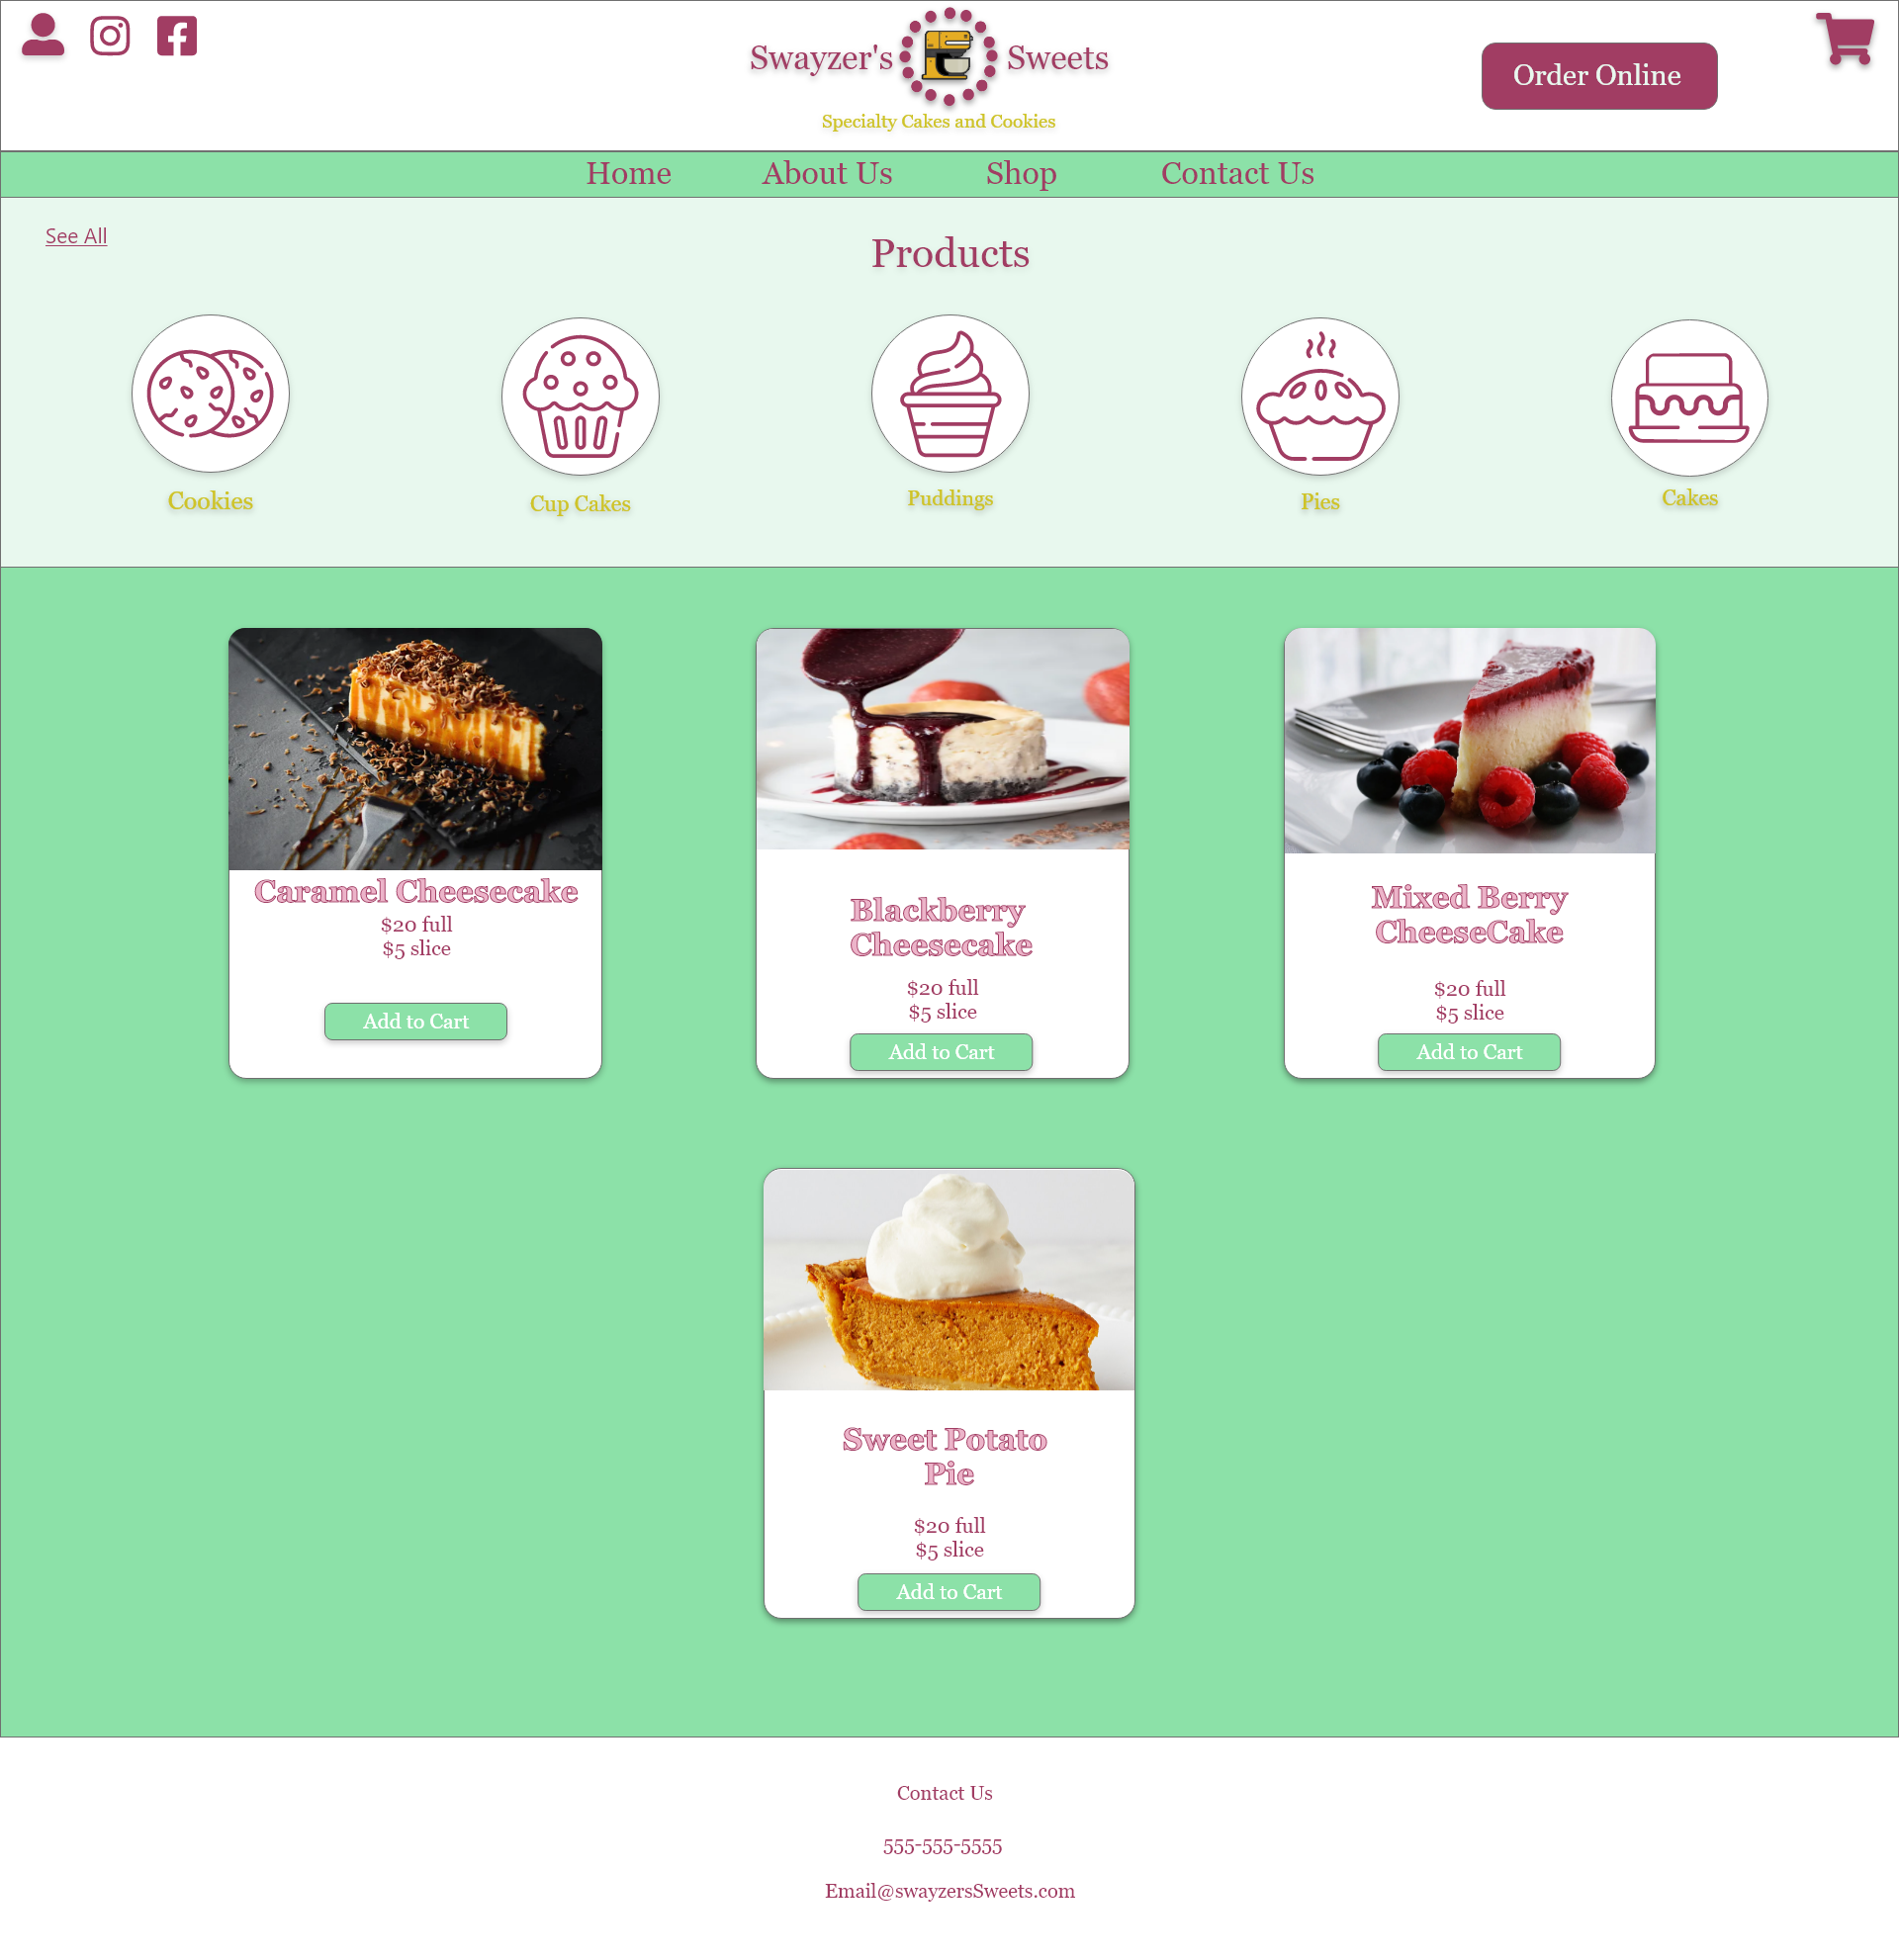 Swayzer's Sweets
Order Online
Specialty Cakes and Cookies
Home About Us Shop Contact Us
See All
Products
Cookies Cup Cakes Puddings Pies Cakes
Caramel Cheesecake
$20 full
$5 slice
Add to Cart
Blackberry
Cheesecake
$20 full
$5 slice
Add to Cart
Mixed Berry
CheeseCake
$20 full
$5 slice
Add to Cart
Sweet Potato
Pie
$20 full
$5 slice
Add to Cart
Contact Us
555-555-5555
Email@swayzersSweets.com